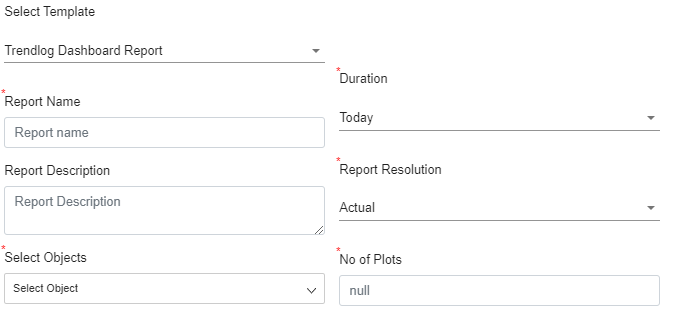 Select Template
Trendlog Dashboard Report
*Report Name
Report name
Report Description
Report Description
*Select Objects
Select Object
*Duration
Today
*Report Resolution
Actual
*No of Plots
null